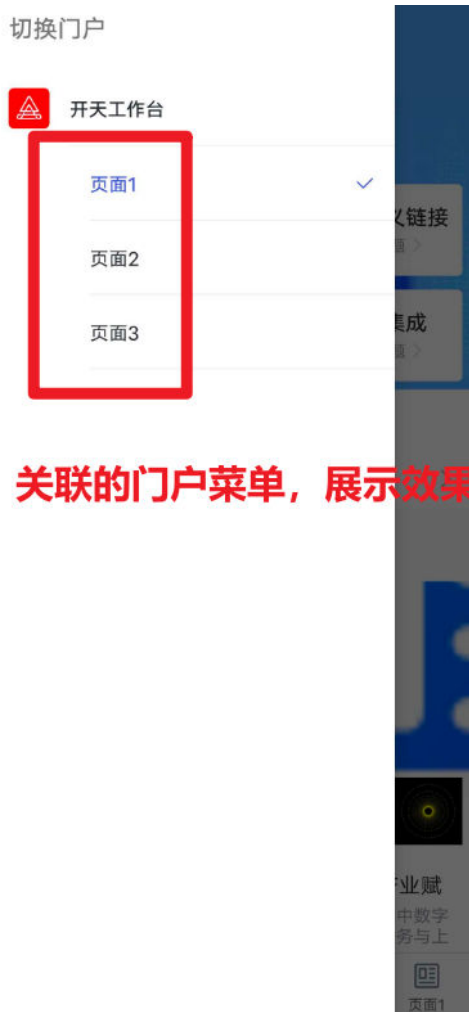 切换门户
开天工作台
页面1
义链接
页面2
集成
页面3
关联的门户菜单，展示效果
业赋
中数字
务与上
页面1